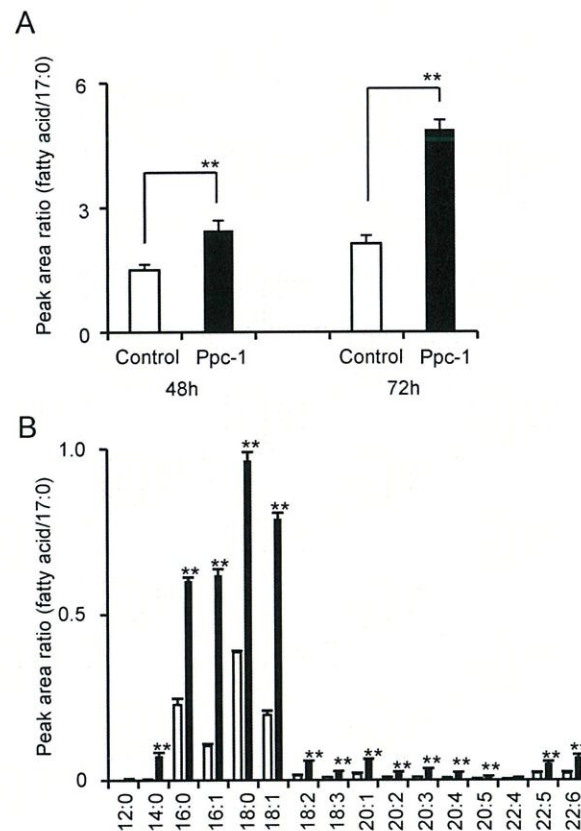 A
Peak area ratio (fatty acid/17:0)
6
3
0
**
**
Control Ppc-1 Control Ppc-1
48h 72h
B
Peak area ratio (fatty acid/17:0)
1.0
0.5
0
** ** ** ** ** ** ** ** ** ** ** ** ** **
12:0 14:0 16:0 16:1 18:0 18:1 18:2 18:3 20:1 20:2 20:3 20:4 20:5 22:4 22:5 22:6